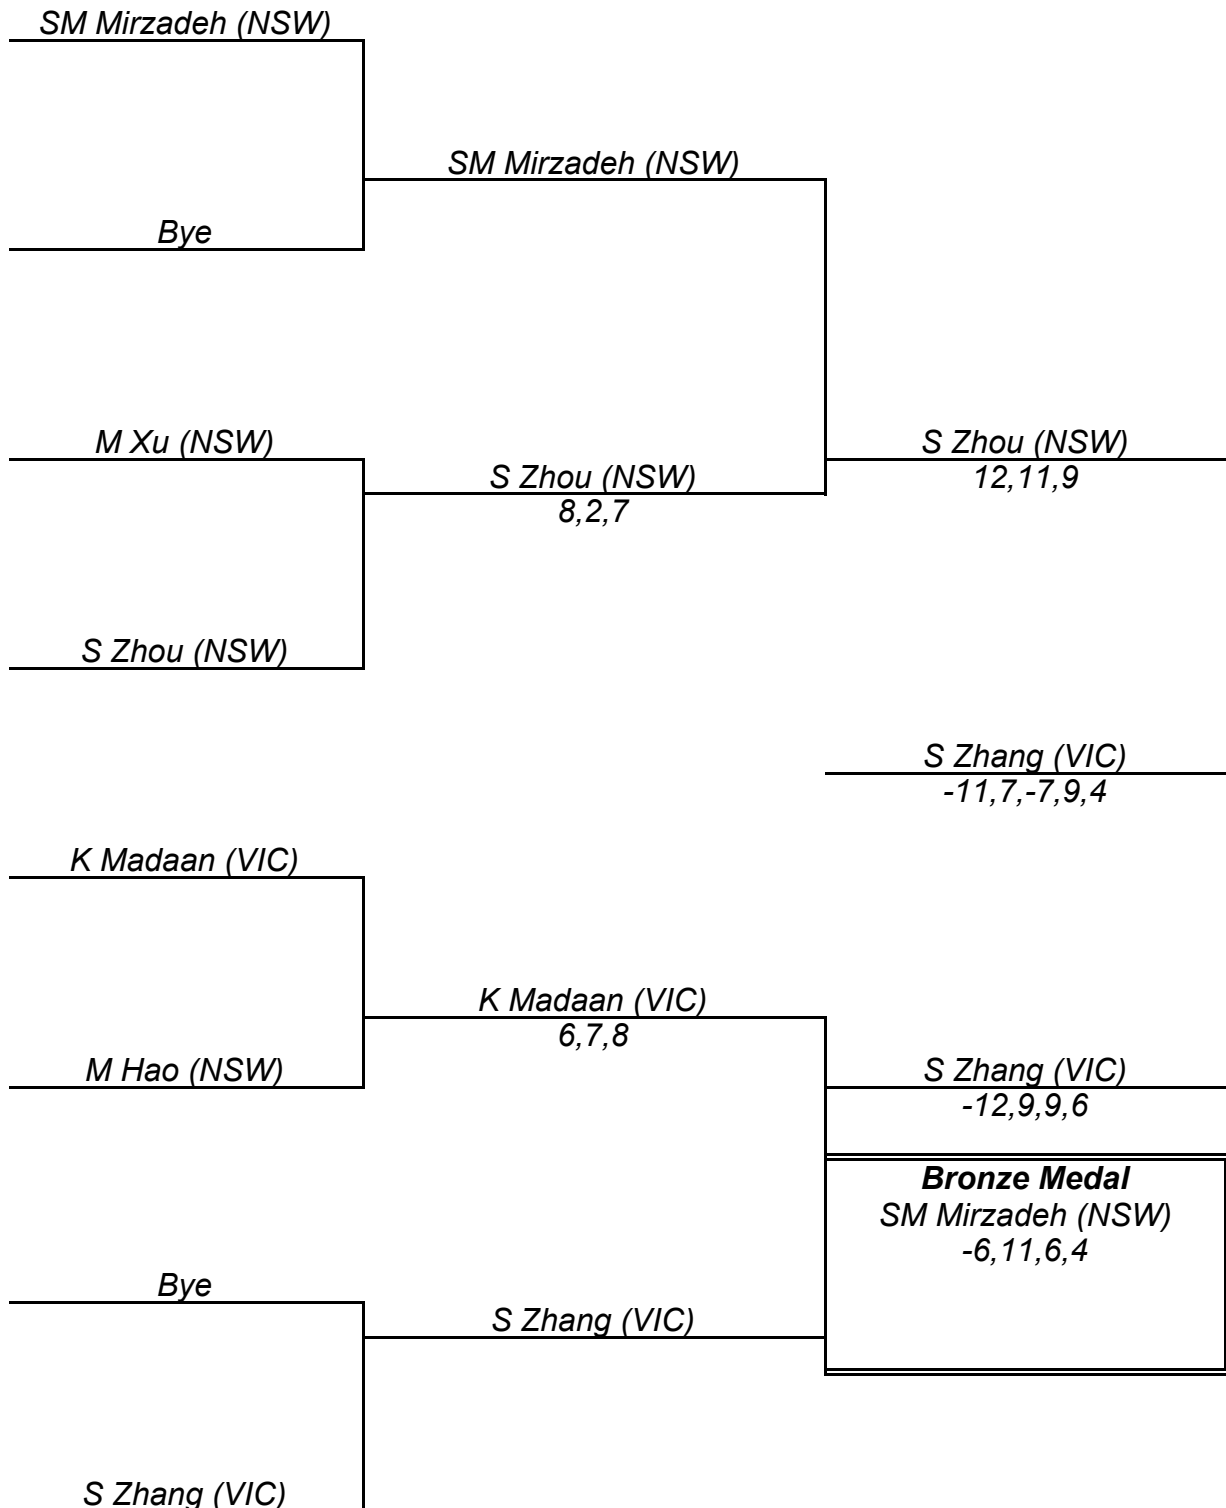 SM Mirzadeh (NSW)
SM Mirzadeh (NSW)
Bye
M Xu (NSW)
S Zhou (NSW)
12,11,9
S Zhou (NSW)
8,2,7
S Zhou (NSW)
S Zhang (VIC)
-11,7,-7,9,4
K Madaan (VIC)
K Madaan (VIC)
6,7,8
M Hao (NSW)
S Zhang (VIC)
-12,9,9,6
Bronze Medal
SM Mirzadeh (NSW)
-6,11,6,4
Bye
S Zhang (VIC)
S Zhang (VIC)